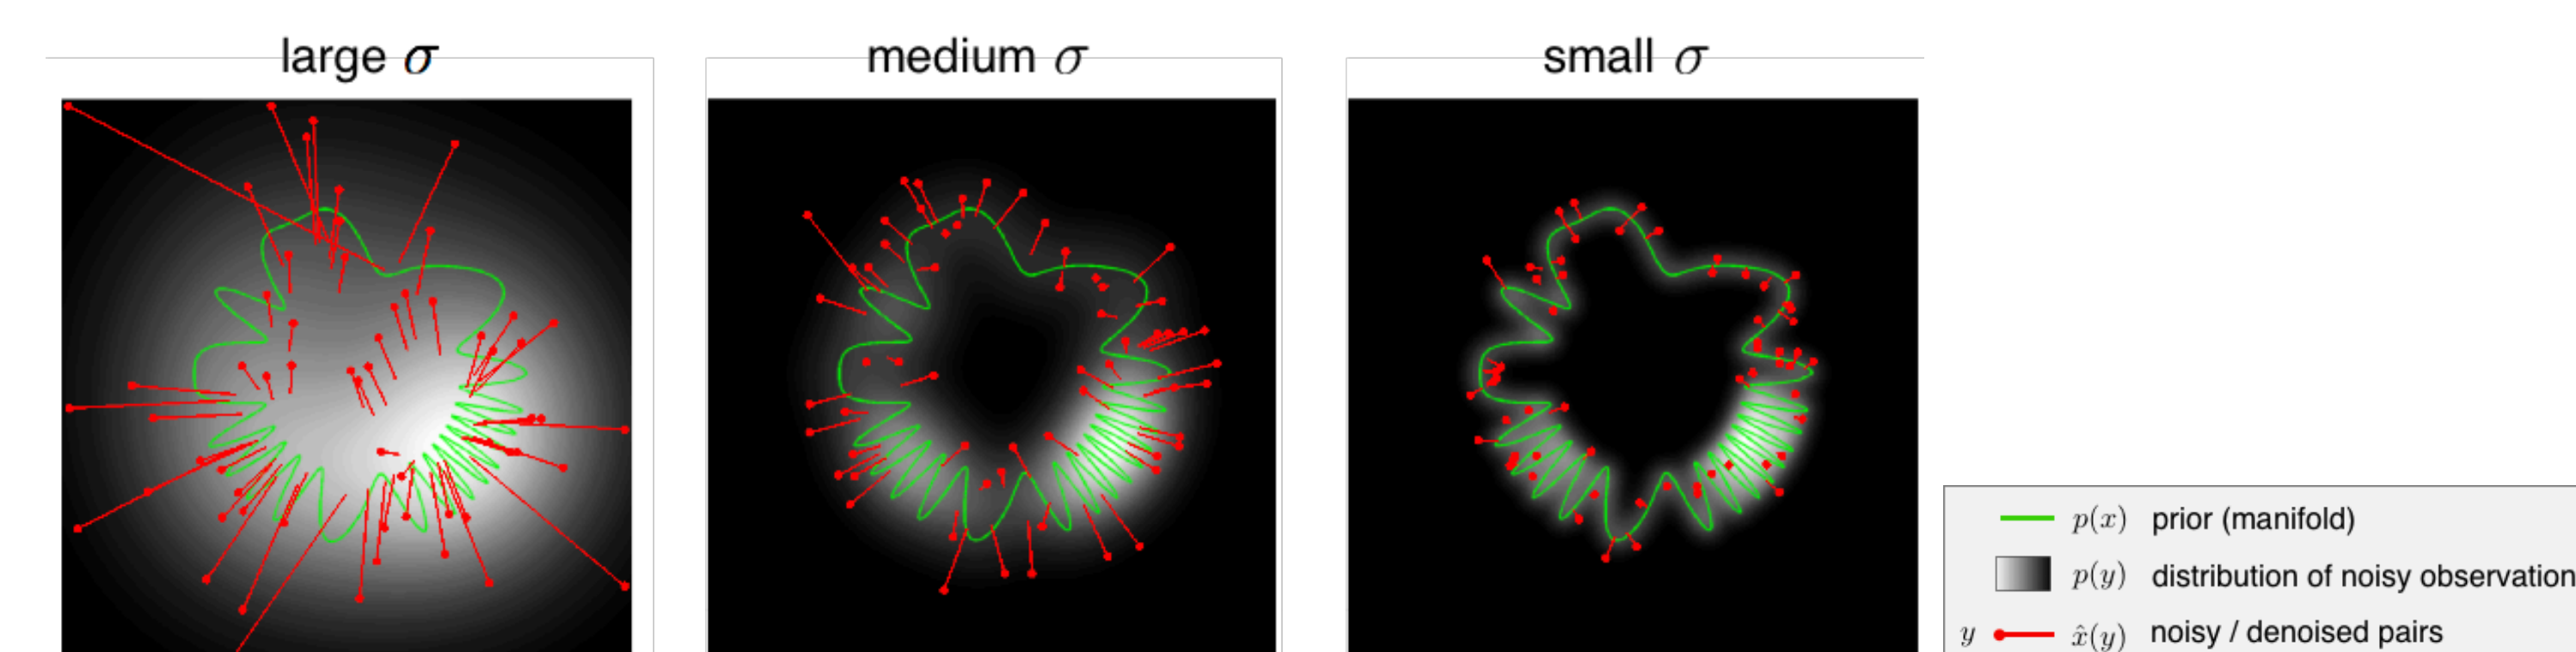 large σ
medium σ
small σ
p(x) prior (manifold)
p(y) distribution of noisy observation
y x̂(y) noisy / denoised pairs